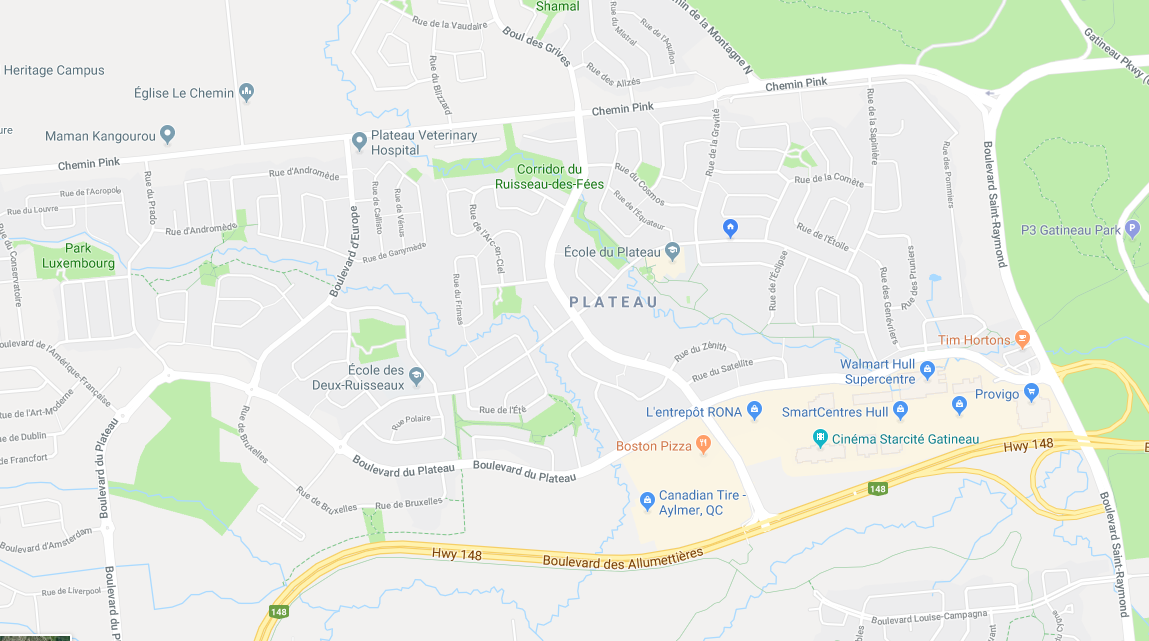 Shamal
Rue de la Vaudaire
Boul des Grives
Rue du Mistral
Rue de l'Aquilon
Chemin de la Montagne N
Gatineau Pkwy
Heritage Campus
Rue du Blizzard
Rue des Alizés
Église Le Chemin
Chemin Pink
Chemin Pink
Maman Kangourou
Plateau Veterinary
Hospital
Rue de la Gravité
Rue de la Sapinière
Rue des Pommiers
Boulevard Saint-Raymond
Chemin Pink
Rue d'Andromède
Corridor du
Ruisseau-des-Fées
Rue du Cosmos
Rue de la Comète
Rue de l'Acropole
Rue du Prado
Rue de Callisto
Rue de Vénus
Rue du Louvre
Rue de l'Équateur
Rue d'Andromède
Rue de l'Arc-en-Ciel
P3 Gatineau Park
P
Park
Luxembourg
Boulevard d'Europe
Rue de Ganymède
École du Plateau
Rue de l'Étoile
Rue du Conservatoire
Rue de l'Éclipse
Rue des Pruniers
Rue du Frimas
PLATEAU
Rue des Genévriers
Tim Hortons
Boulevard de l'Amérique-Française
École des
Deux-Ruisseaux
Rue du Zénith
Rue du Satellite
Walmart Hull
Supercentre
Provigo
Rue de l'Art-Moderne
Rue de l'Été
Rue Polaire
L'entrepôt RONA
SmartCentres Hull
Rue de Dublin
Rue de Bruxelles
Boston Pizza
Cinéma Starcité Gatineau
Hwy 148
Rue de Francfort
Boulevard du Plateau
Boulevard du Plateau
Boulevard du Plateau
148
Canadian Tire -
Aylmer, QC
Rue de Bruxelles
Rue de Bruxelles
Boulevard Saint-Raymond
Boulevard d'Amsterdam
Hwy 148
Boulevard des Allumettières
Rue de Liverpool
Boulevard du P
148
Boulevard Louise-Campagna